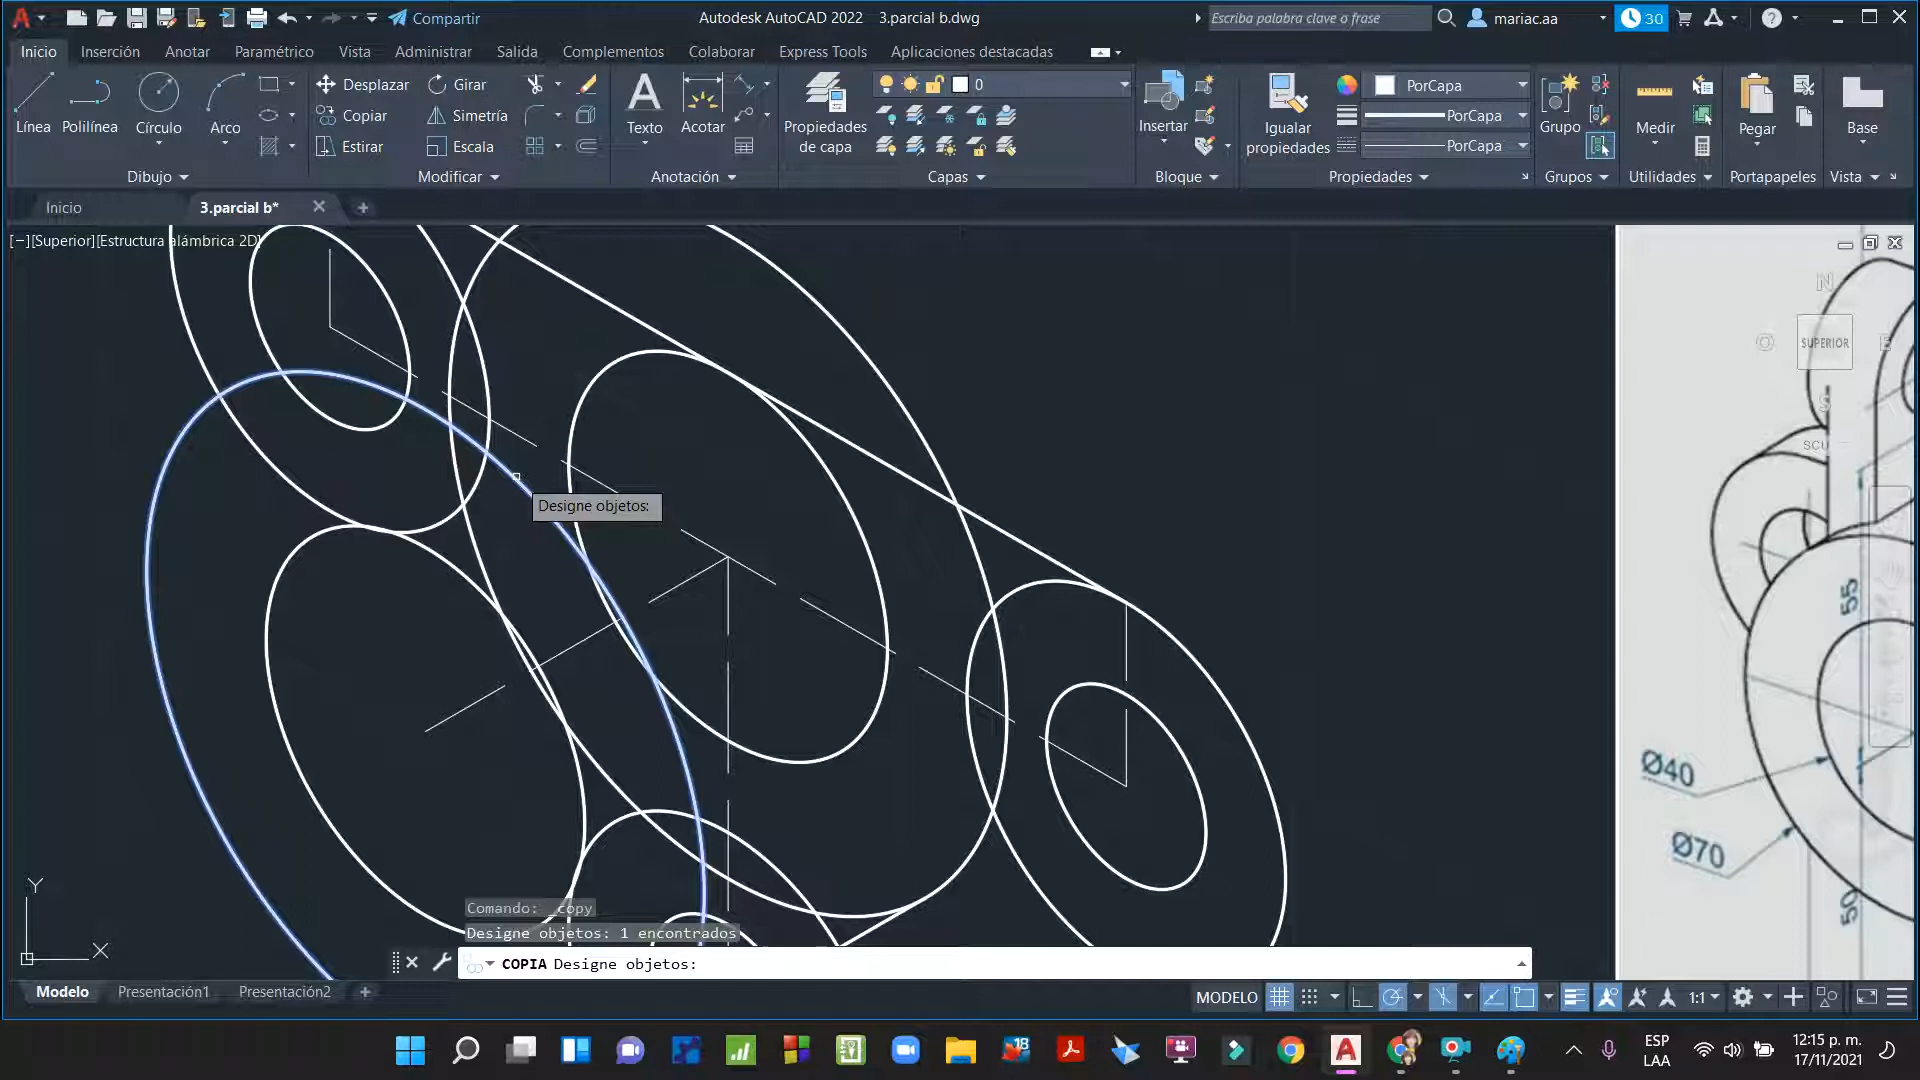 Compartir
Autodesk AutoCAD 2022 3.parcial b.dwg
Escriba palabra clave o frase
mariac.aa
30
Inicio Inserción Anotar Paramétrico Vista Administrar Salida Complementos Colaborar Express Tools Aplicaciones destacadas
Línea Polilínea Círculo Arco
Desplazar Girar
Copiar Simetría
Estirar Escala
Texto Acotar
Propiedades de capa
0
Insertar
Igualar propiedades
PorCapa
PorCapa
PorCapa
Grupo
Medir
Pegar
Base
Dibujo Modificar Anotación Capas Bloque Propiedades Grupos Utilidades Portapapeles Vista
Inicio 3.parcial b*
[−][Superior][Estructura alámbrica 2D]
N
O SUPERIOR E
S
SCU
Designe objetos:
55
Ø40
Ø70
50
Y
X
Comando: _copy
Designe objetos: 1 encontrados
COPIA Designe objetos:
Modelo Presentación1 Presentación2
MODELO 1:1
18
ESP
LAA
12:15 p. m.
17/11/2021